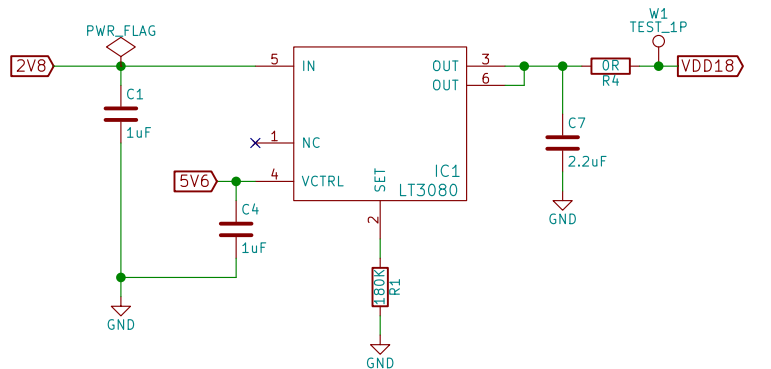 W1
TEST_1P
PWR_FLAG
2V8
5
IN
OUT
3
0R
R4
VDD18
OUT
6
C1
1uF
1
NC
C7
2.2uF
5V6
4
VCTRL
SET
IC1
LT3080
C4
1uF
2
GND
180K
R1
GND
GND